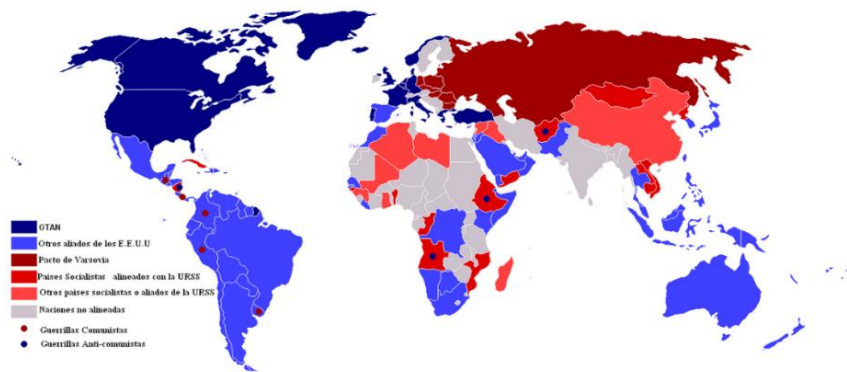 OTAN
Otros aliados de los E.E.U.U
Pacto de Varsovia
Países Socialistas alineados con la URSS
Otros países socialistas o aliados de la URSS
Naciones no alineadas
Guerrillas Comunistas
Guerrillas Anti-comunistas